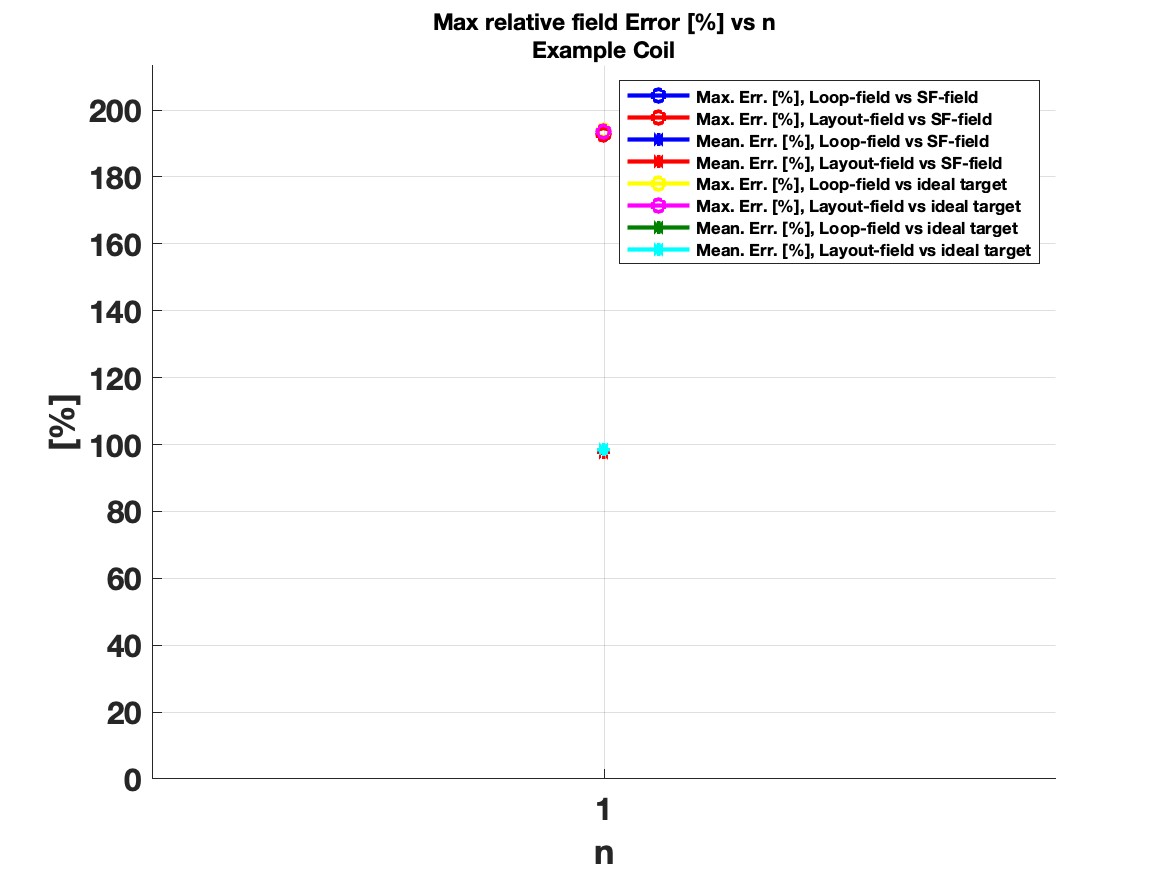 Max relative field Error [%] vs n
Example Coil
Max. Err. [%], Loop-field vs SF-field
Max. Err. [%], Layout-field vs SF-field
Mean. Err. [%], Loop-field vs SF-field
Mean. Err. [%], Layout-field vs SF-field
Max. Err. [%], Loop-field vs ideal target
Max. Err. [%], Layout-field vs ideal target
Mean. Err. [%], Loop-field vs ideal target
Mean. Err. [%], Layout-field vs ideal target
200
180
160
140
120
100
80
60
40
20
0
[%]
1
n